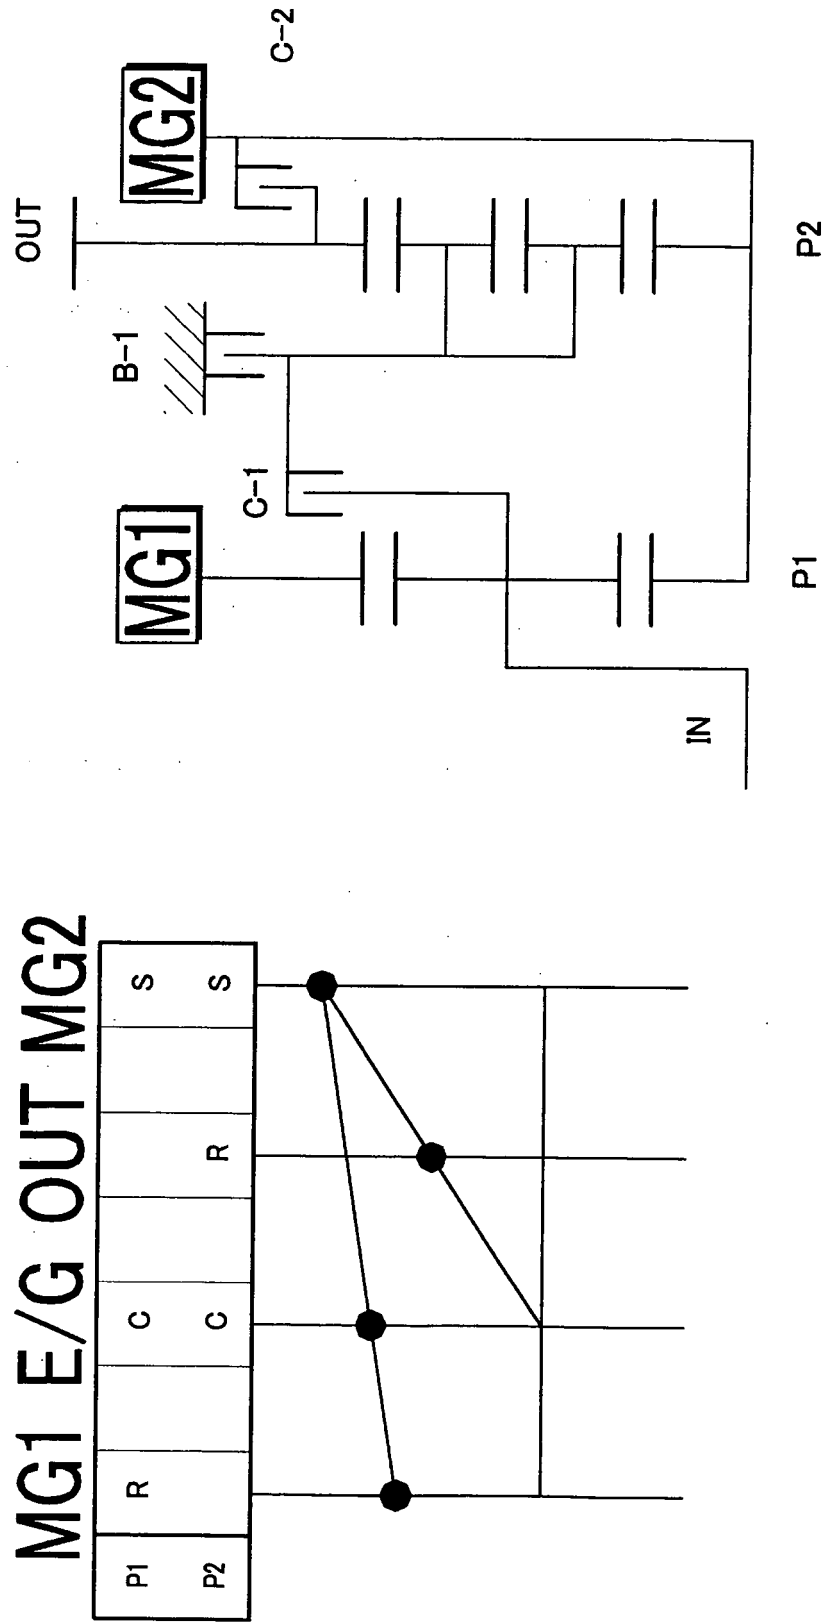 MG1 E/G OUT MG2
P1 R C S
P2 C R S
OUT
MG2
C-2
B-1
MG1
C-1
IN
P1
P2